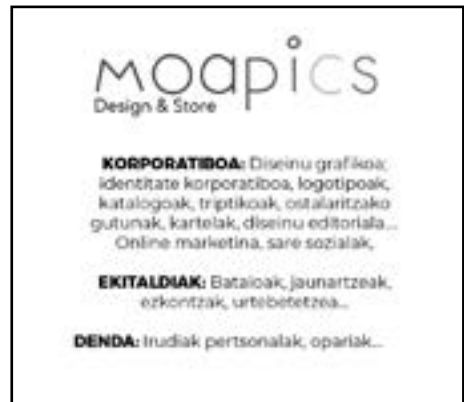 moapics
Design & Store
KORPORATIBOA: Diseinu grafikoa;
identitate korporatiboa, logotipoak,
katalogoak, triptikoak, ostalaritzako
gutunak, kartelak, diseinu editoriala...
Online marketina, sare sozialak,
EKITALDIAK: Bataioak, jaunartzeak,
ezkontzak, urtebetetzea...
DENDA: Irudiak pertsonalak, opariak...